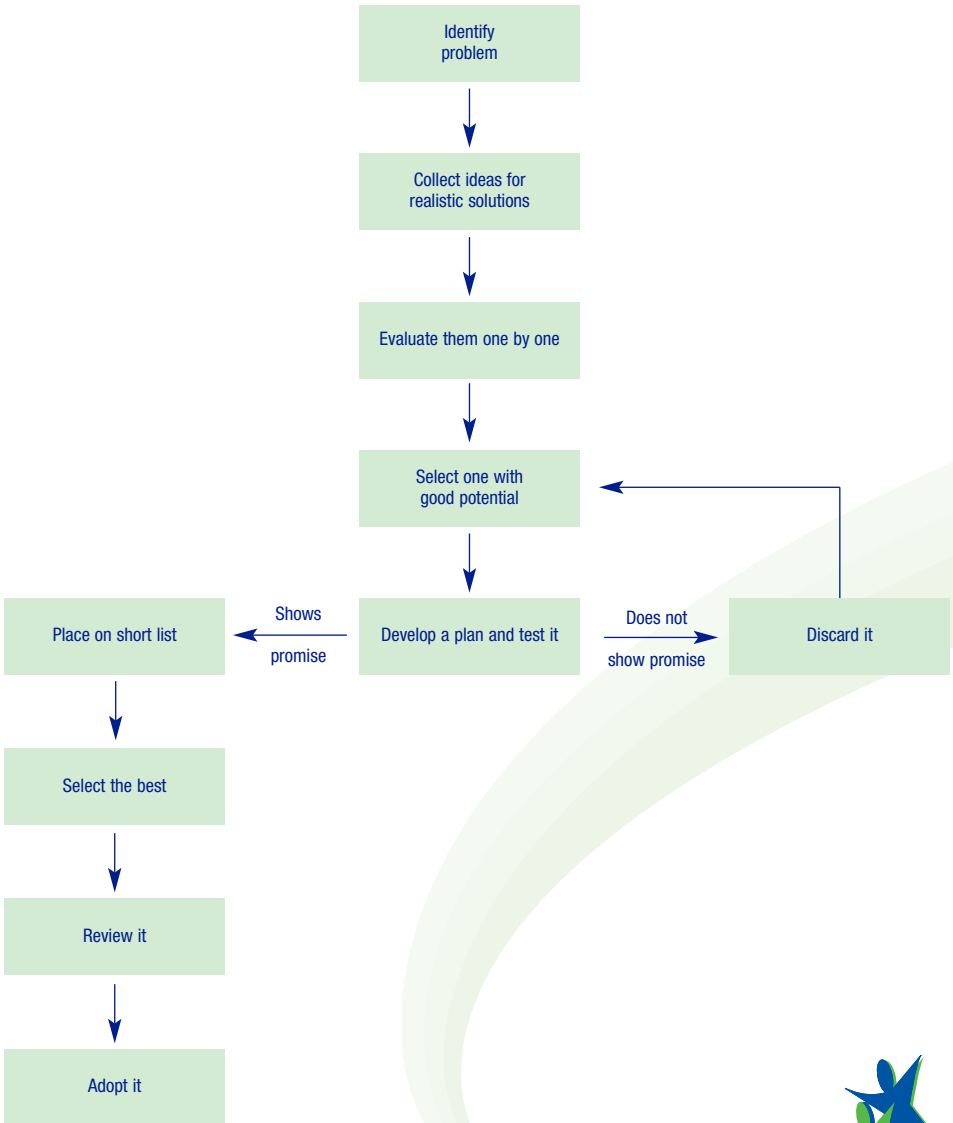 Identify
problem
Collect ideas for
realistic solutions
Evaluate them one by one
Select one with
good potential
Develop a plan and test it
Shows
promise
Place on short list
Does not
show promise
Discard it
Select the best
Review it
Adopt it